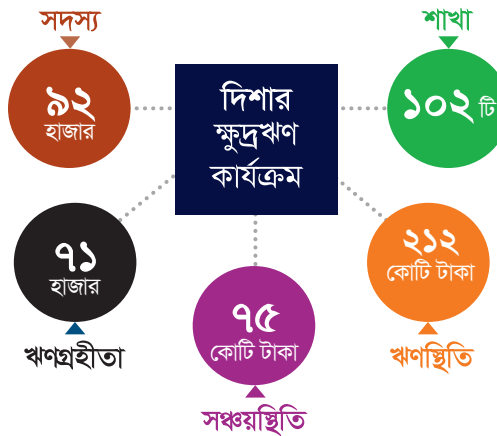 সদস্য
৯২
হাজার
শাখা
১০২ টি
দিশার
ক্ষুদ্রঋণ
কার্যক্রম
৭১
হাজার
ঋণগ্রহীতা
৭৫
কোটি টাকা
সঞ্চয়স্থিতি
২১২
কোটি টাকা
ঋণস্থিতি